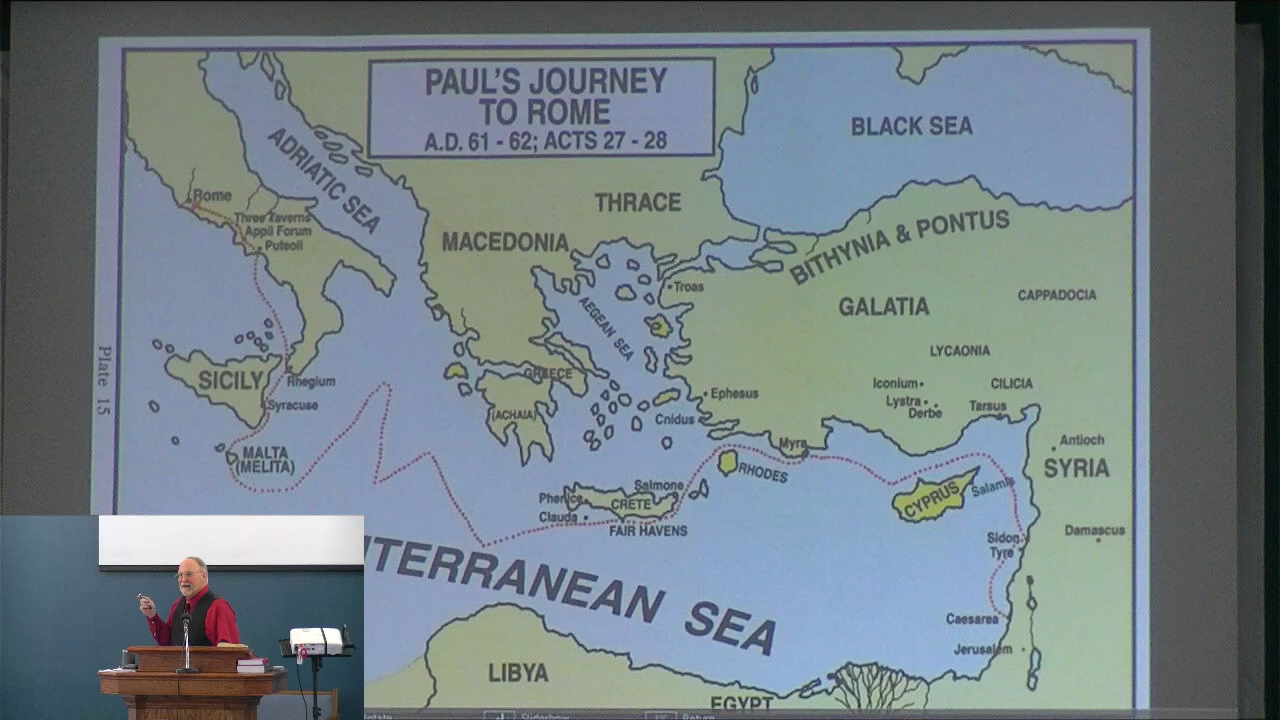 PAUL'S JOURNEY
TO ROME
A.D. 61 - 62; ACTS 27 - 28
BLACK SEA
ADRIATIC SEA
Rome
THRACE
Three Taverns
Appii Forum
Puteoli
MACEDONIA
BITHYNIA & PONTUS
Troas
AEGEAN SEA
GALATIA
CAPPADOCIA
Plate 15
LYCAONIA
SICILY
Rhegium
GREECE
Iconium
CILICIA
Ephesus
Lystra
Tarsus
Syracuse
(ACHAIA)
Derbe
Cnidus
MALTA
(MELITA)
Myra
Antioch
SYRIA
RHODES
Salmone
Phenice
CRETE
CYPRUS
Salamis
Clauda
FAIR HAVENS
Damascus
Sidon
Tyre
TERRANEAN SEA
Caesarea
Jerusalem
LIBYA
EGYPT
Slideshow
Return